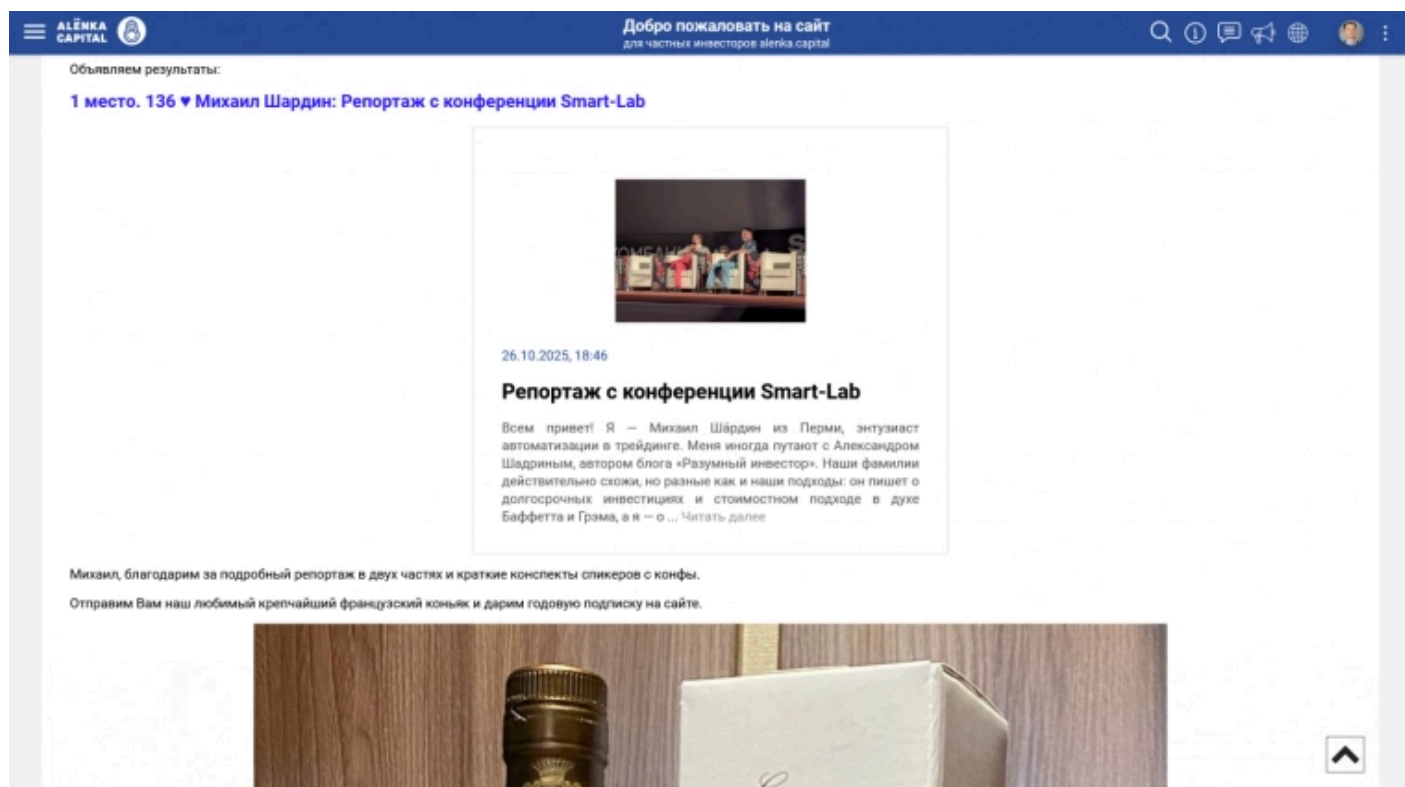 ALЁNKA
CAPITAL
Добро пожаловать на сайт
для частных инвесторов alenka.capital
Объявляем результаты:
1 место. 136 ♥ Михаил Шардин: Репортаж с конференции Smart-Lab
26.10.2025, 18:46
Репортаж с конференции Smart-Lab
Всем привет! Я — Михаил Ша́рдин из Перми, энтузиаст
автоматизации в трейдинге. Меня иногда путают с Александром
Шадриным, автором блога «Разумный инвестор». Наши фамилии
действительно схожи, но разные как и наши подходы: он пишет о
долгосрочных инвестициях и стоимостном подходе в духе
Баффетта и Грэма, а я — о ... Читать далее
Михаил, благодарим за подробный репортаж в двух частях и краткие конспекты спикеров с конфы.
Отправим Вам наш любимый крепчайший французский коньяк и дарим годовую подписку на сайте.